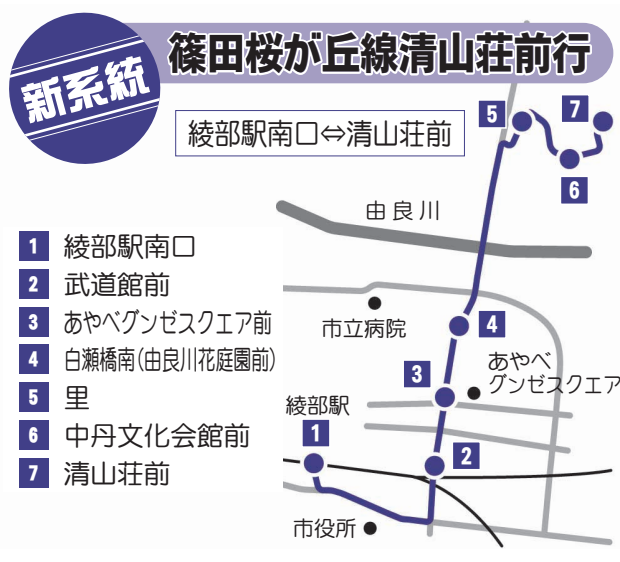 新系統
篠田桜が丘線清山荘前行
綾部駅南口⇔清山荘前
1 綾部駅南口
2 武道館前
3 あやべグンゼスクエア前
4 白瀬橋南(由良川花庭園前)
5 里
6 中丹文化会館前
7 清山荘前
5
7
6
由良川
市立病院
4
あやべ
グンゼスクエア
3
綾部駅
1
2
市役所